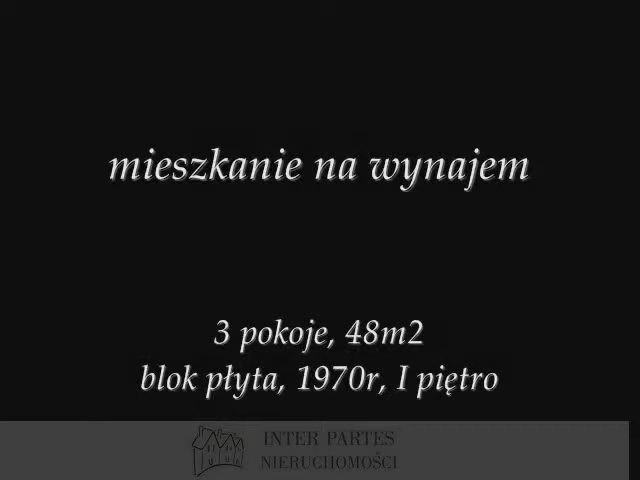 mieszkanie na wynajem
3 pokoje, 48m2
blok płyta, 1970r, I piętro
INTER PARTES
NIERUCHOMOŚCI